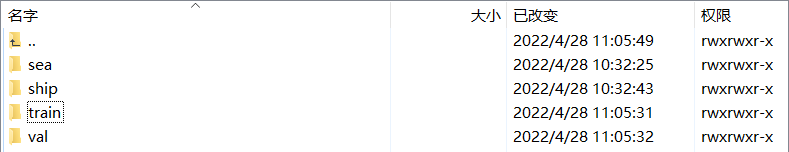 名字 大小 已改变 权限
.. 2022/4/28 11:05:49 rwxrwxr-x
sea 2022/4/28 10:32:25 rwxrwxr-x
ship 2022/4/28 10:32:43 rwxrwxr-x
train 2022/4/28 11:05:31 rwxrwxr-x
val 2022/4/28 11:05:32 rwxrwxr-x